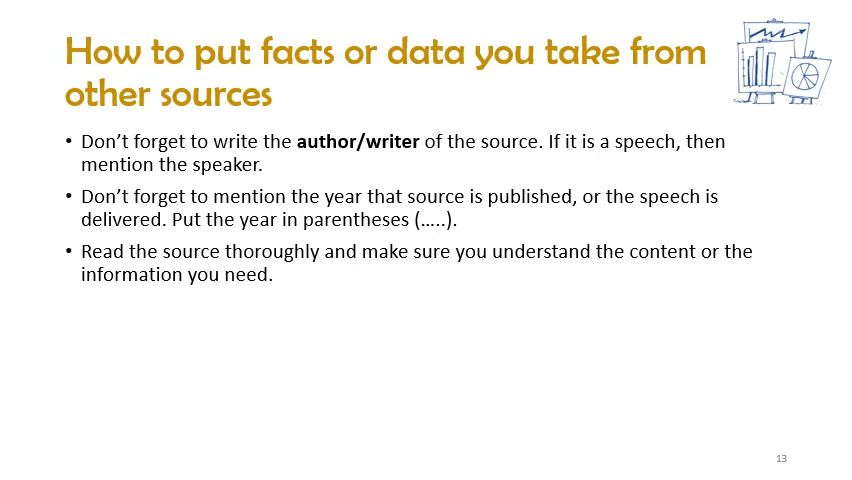 How to put facts or data you take from
other sources
• Don’t forget to write the author/writer of the source. If it is a speech, then
mention the speaker.
• Don’t forget to mention the year that source is published, or the speech is
delivered. Put the year in parentheses (…..).
• Read the source thoroughly and make sure you understand the content or the
information you need.
13